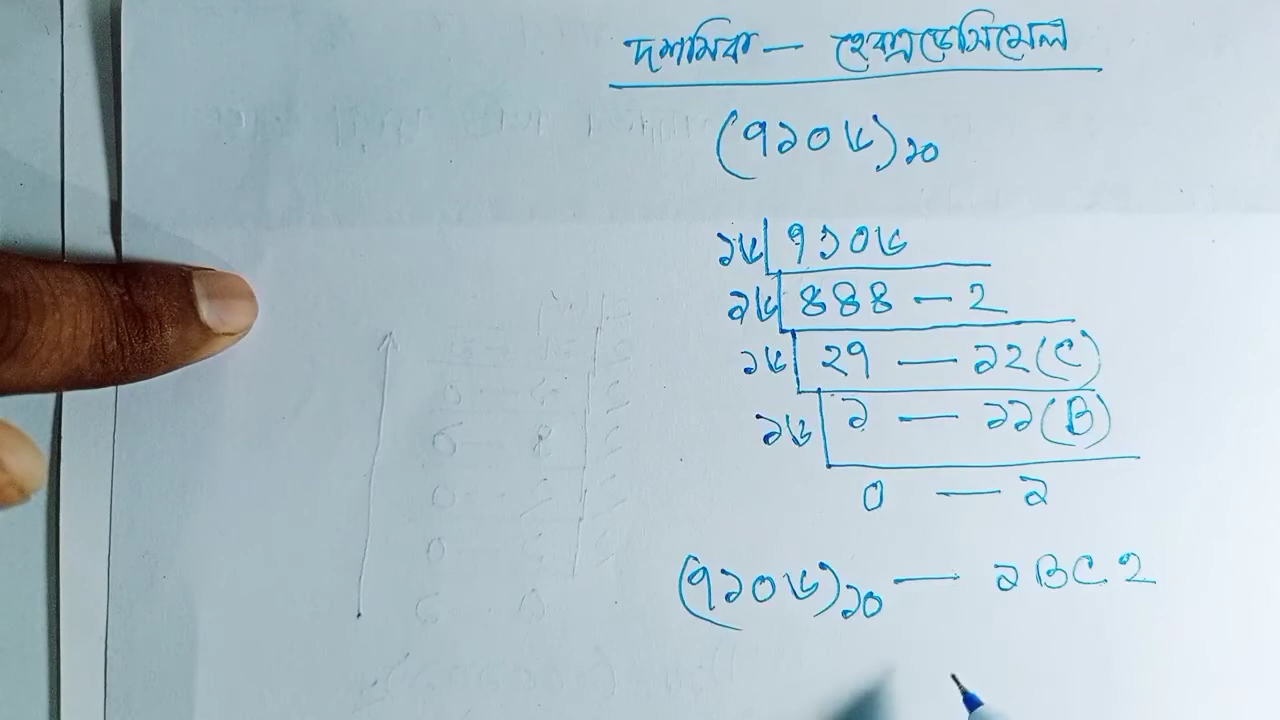 দশমিক — হেক্সাডেসিমেল
(৭১০৬)১০
১৬ ৭১০৬
১৬ ৪৪৪ — ২
১৬ ২৭ — ১২(C)
১৬ ১ — ১১(B)
০ — ১
(৭১০৬)১০ — ১BC২